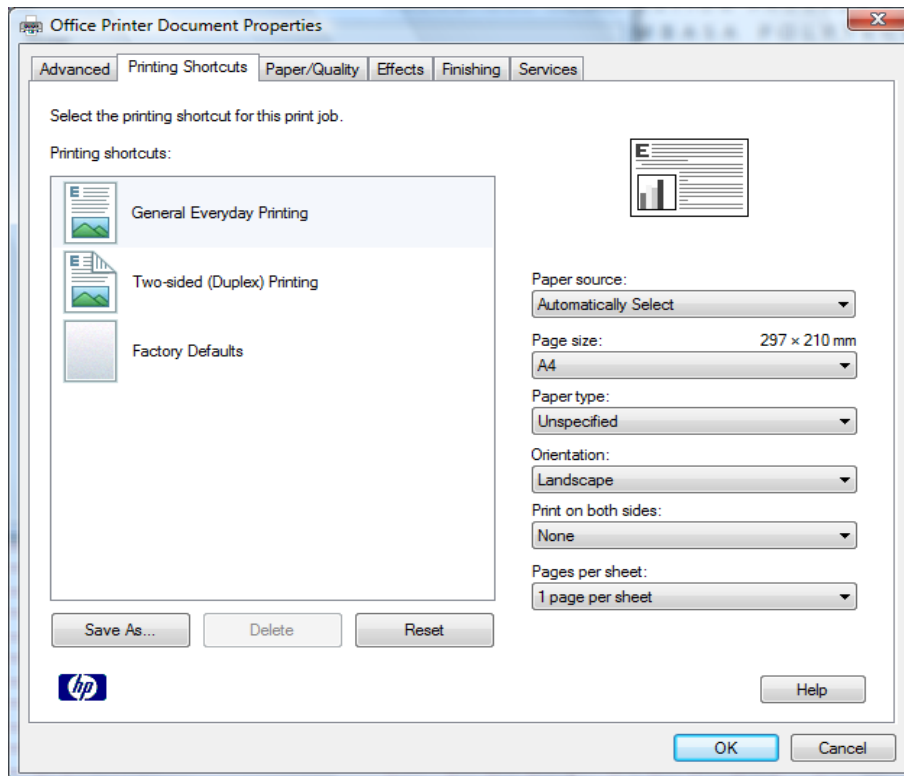 Office Printer Document Properties
Advanced
Printing Shortcuts
Paper/Quality
Effects
Finishing
Services
Select the printing shortcut for this print job.
Printing shortcuts:
E
General Everyday Printing
E
Two-sided (Duplex) Printing
Factory Defaults
Save As...
Delete
Reset
E
Paper source:
Automatically Select
Page size: 297 × 210 mm
A4
Paper type:
Unspecified
Orientation:
Landscape
Print on both sides:
None
Pages per sheet:
1 page per sheet
hp
Help
OK
Cancel